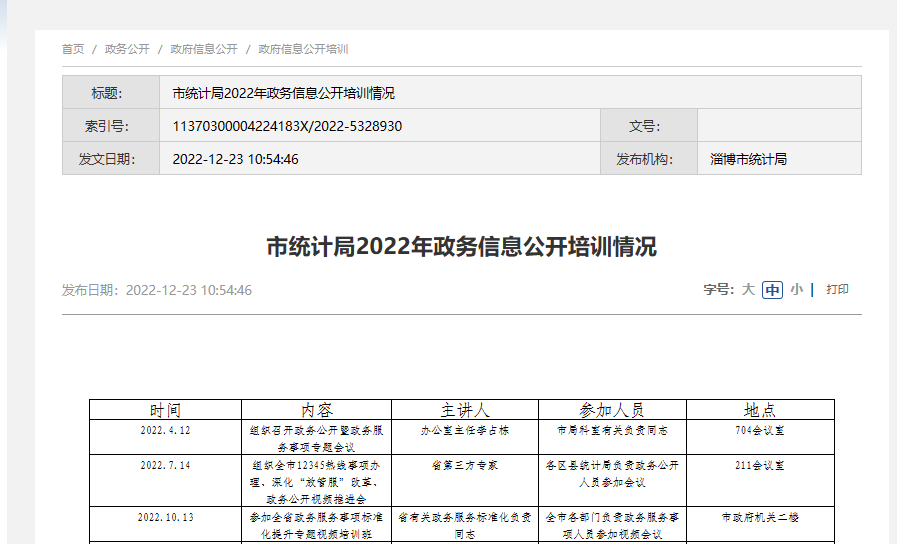 首页 / 政务公开 / 政府信息公开 / 政府信息公开培训
标题： 市统计局2022年政务信息公开培训情况
索引号： 11370300004224183X/2022-5328930 文号：
发文日期： 2022-12-23 10:54:46 发布机构： 淄博市统计局
市统计局2022年政务信息公开培训情况
发布日期：2022-12-23 10:54:46 字号：大 中 小 | 打印
时间 内容 主讲人 参加人员 地点
2022.4.12 组织召开政务公开暨政务服 办公室主任李占栋 市局科室有关负责同志 704会议室
务事项专题会议
2022.7.14 组织全市12345热线事项办 省第三方专家 各区县统计局负责政务公开 211会议室
理、深化“放管服”改革、 人员参加会议
政务公开视频推进会
2022.10.13 参加全省政务服务事项标准 省有关政务服务标准化负责 全市各部门负责政务服务事 市政府机关二楼
化提升专题视频培训班 同志 项人员参加视频会议